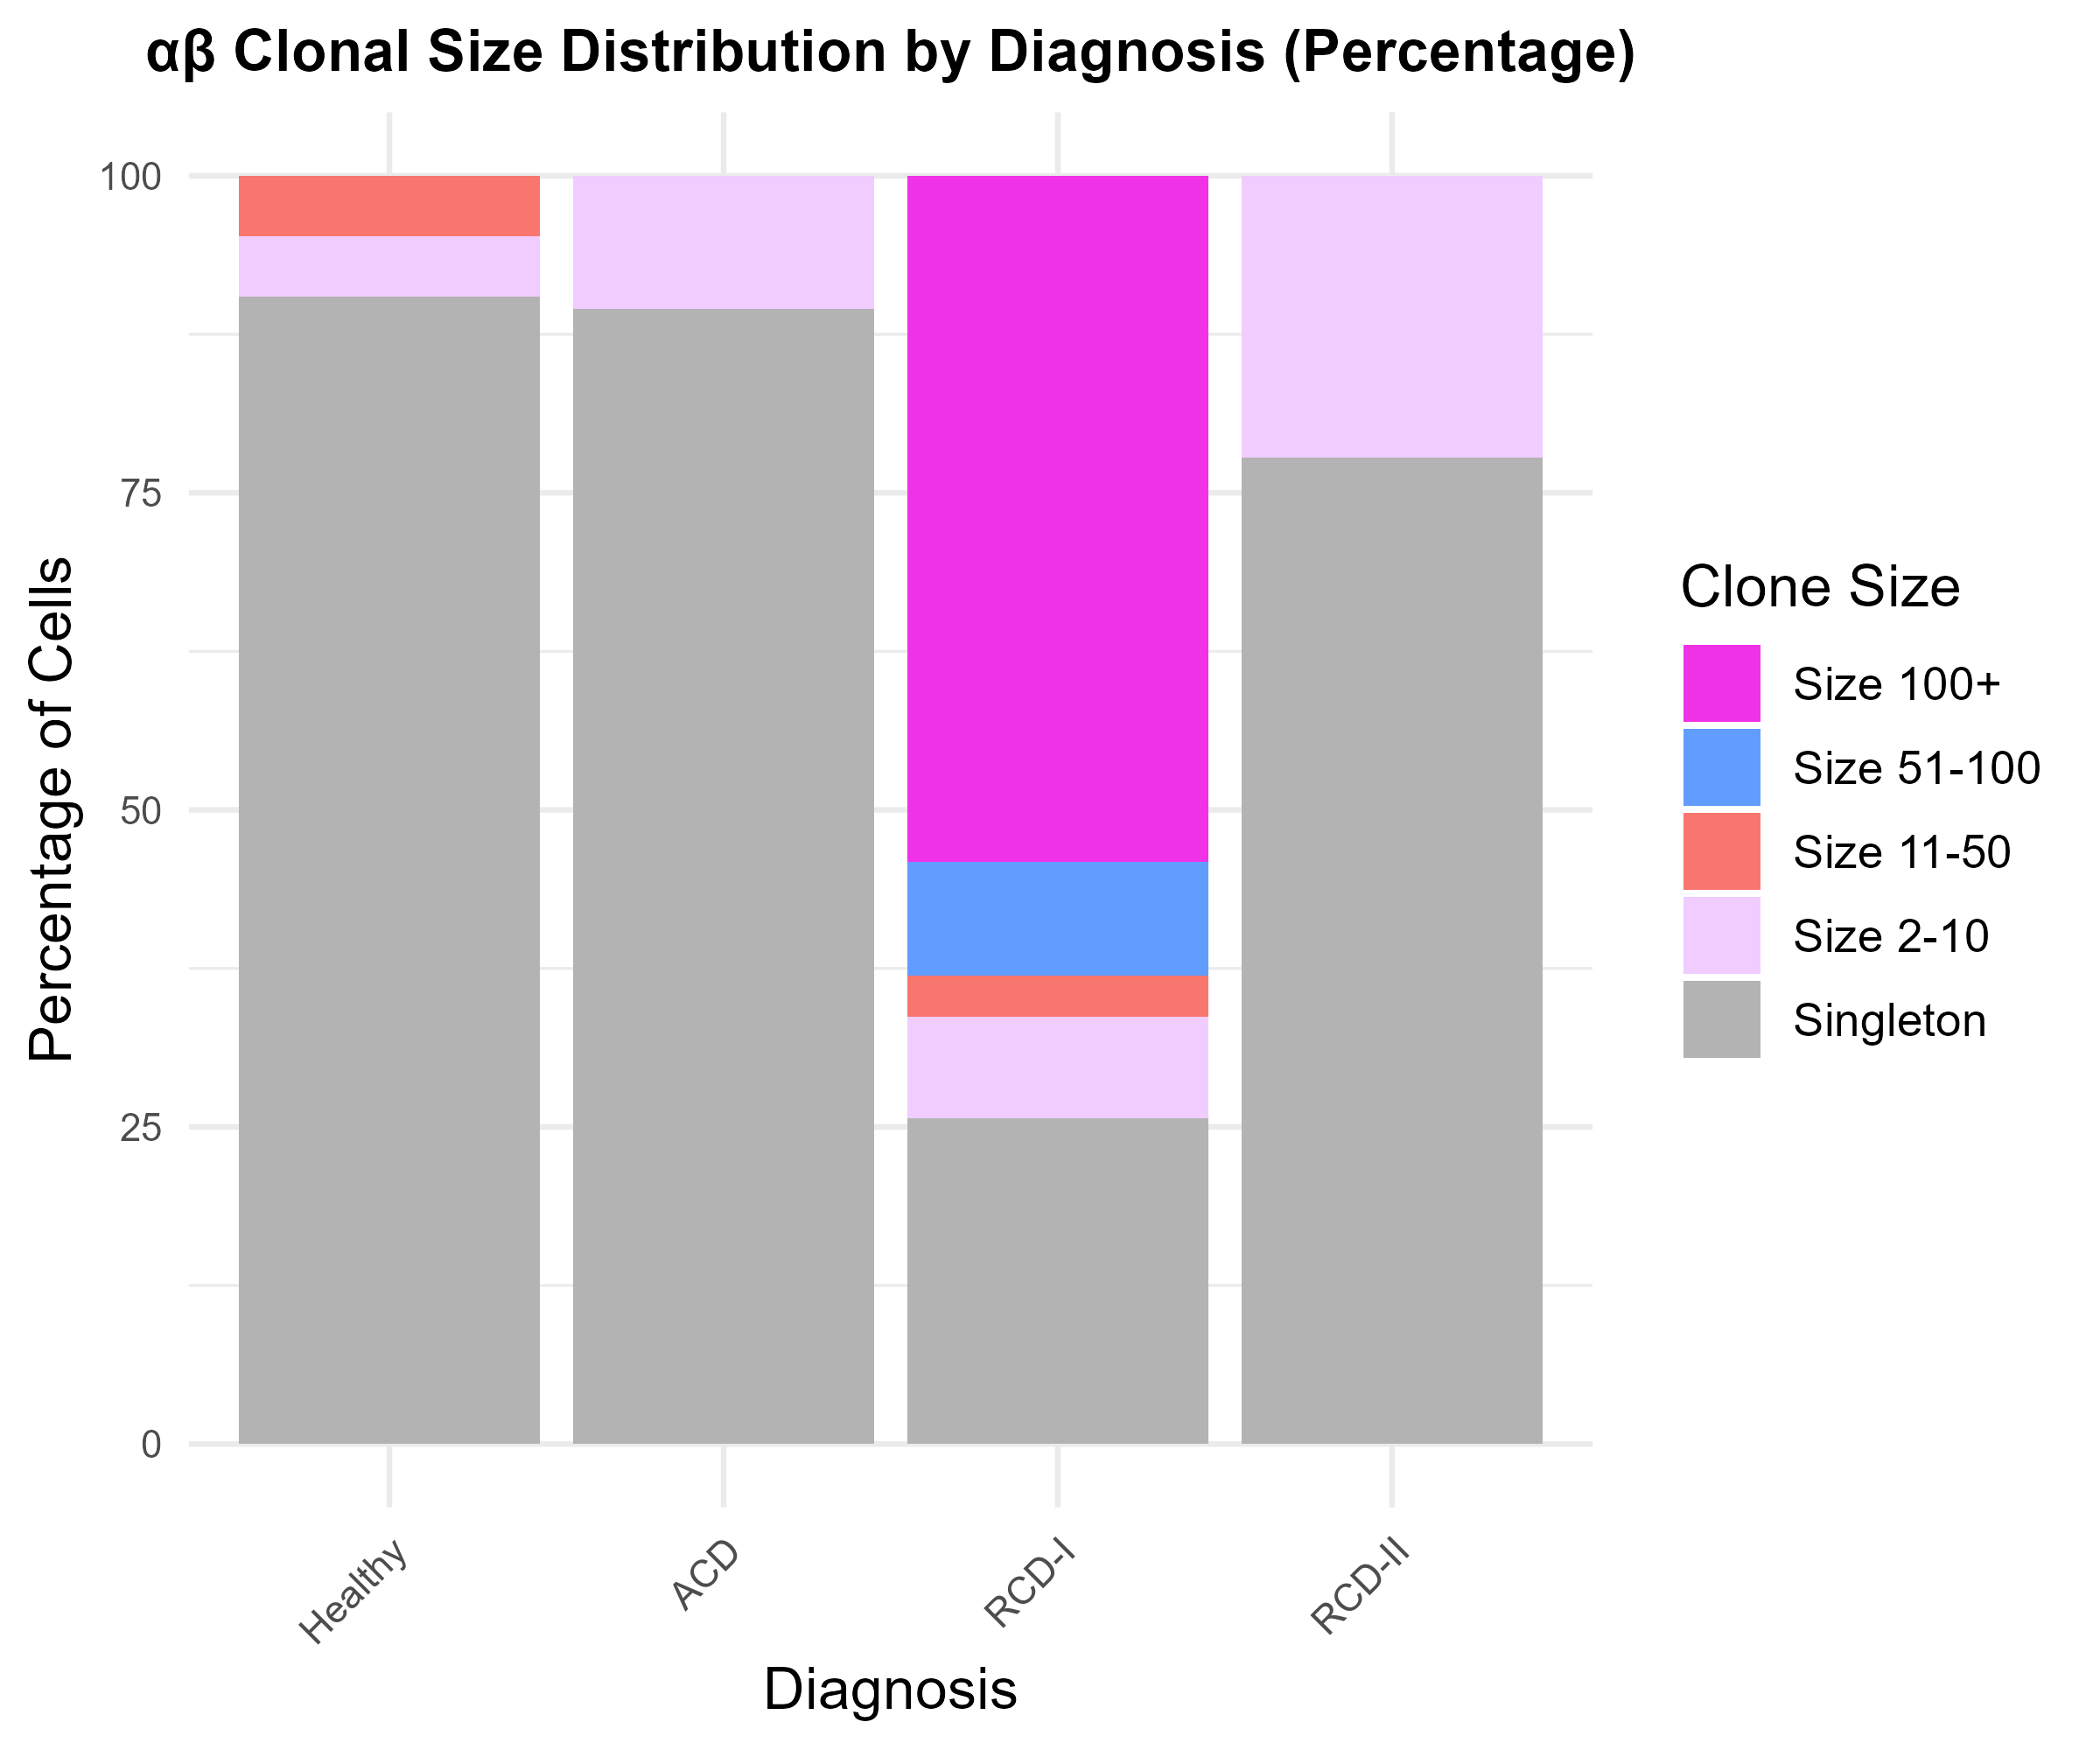 αβ Clonal Size Distribution by Diagnosis (Percentage)
100
75
50
25
0
Percentage of Cells
Healthy
ACD
RCD-I
RCD-II
Diagnosis
Clone Size
Size 100+
Size 51-100
Size 11-50
Size 2-10
Singleton